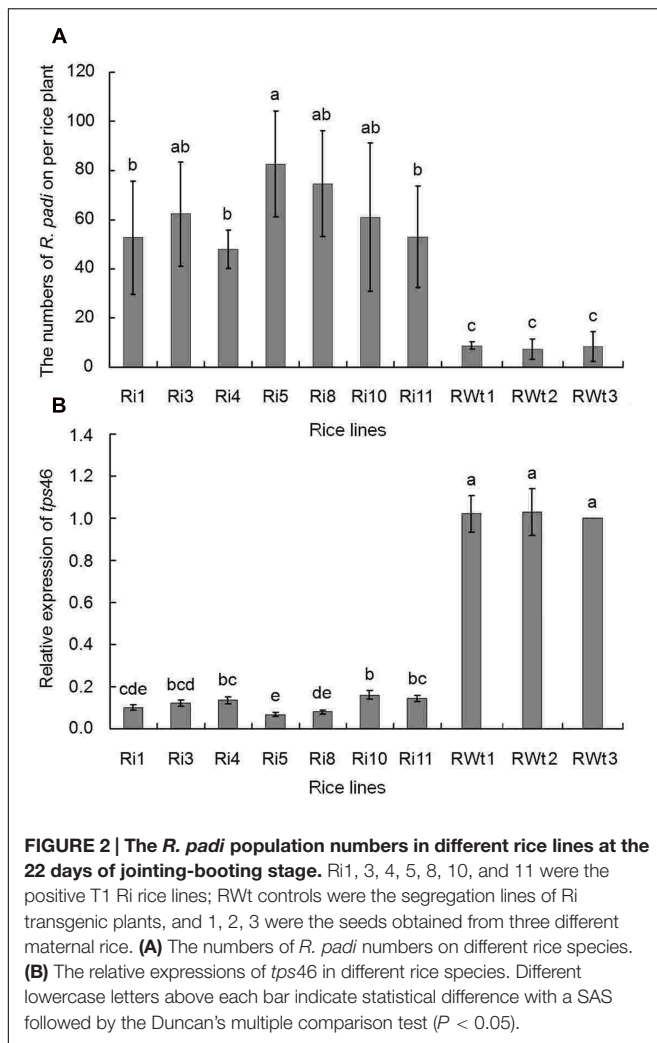 A
The numbers of R. padi on per rice plant
120
100
80
60
40
20
0
b
ab
b
a
ab
ab
b
c
c
c
Ri1 Ri3 Ri4 Ri5 Ri8 Ri10 Ri11 RWt1 RWt2 RWt3
Rice lines
B
Relative expression of tps46
1.4
1.2
1.0
0.8
0.6
0.4
0.2
0.0
cde
bcd
bc
e
de
b
bc
a
a
a
Ri1 Ri3 Ri4 Ri5 Ri8 Ri10 Ri11 RWt1 RWt2 RWt3
Rice lines
FIGURE 2 | The R. padi population numbers in different rice lines at the
22 days of jointing-booting stage. Ri1, 3, 4, 5, 8, 10, and 11 were the
positive T1 Ri rice lines; RWt controls were the segregation lines of Ri
transgenic plants, and 1, 2, 3 were the seeds obtained from three different
maternal rice. (A) The numbers of R. padi numbers on different rice species.
(B) The relative expressions of tps46 in different rice species. Different
lowercase letters above each bar indicate statistical difference with a SAS
followed by the Duncan's multiple comparison test (P < 0.05).